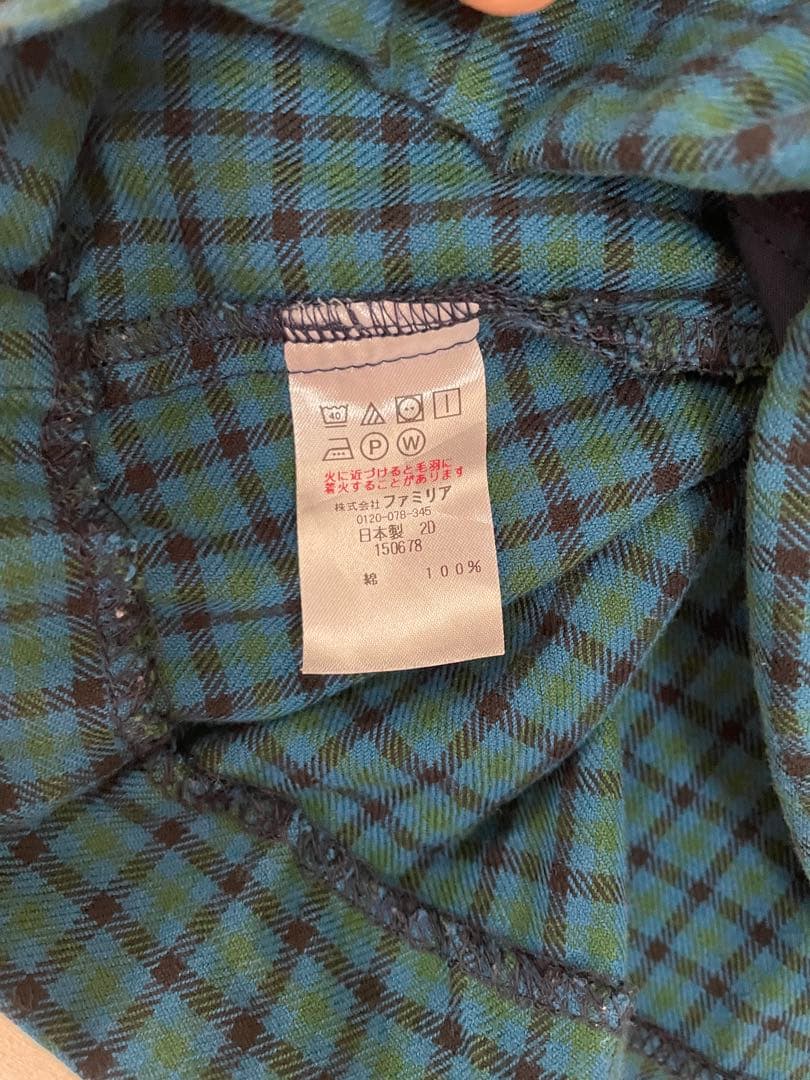 40
P W
火に近づけると毛羽に
着火することがあります
株式会社 ファミリア
0120-078-345
日本製 2D
150678
綿 100%